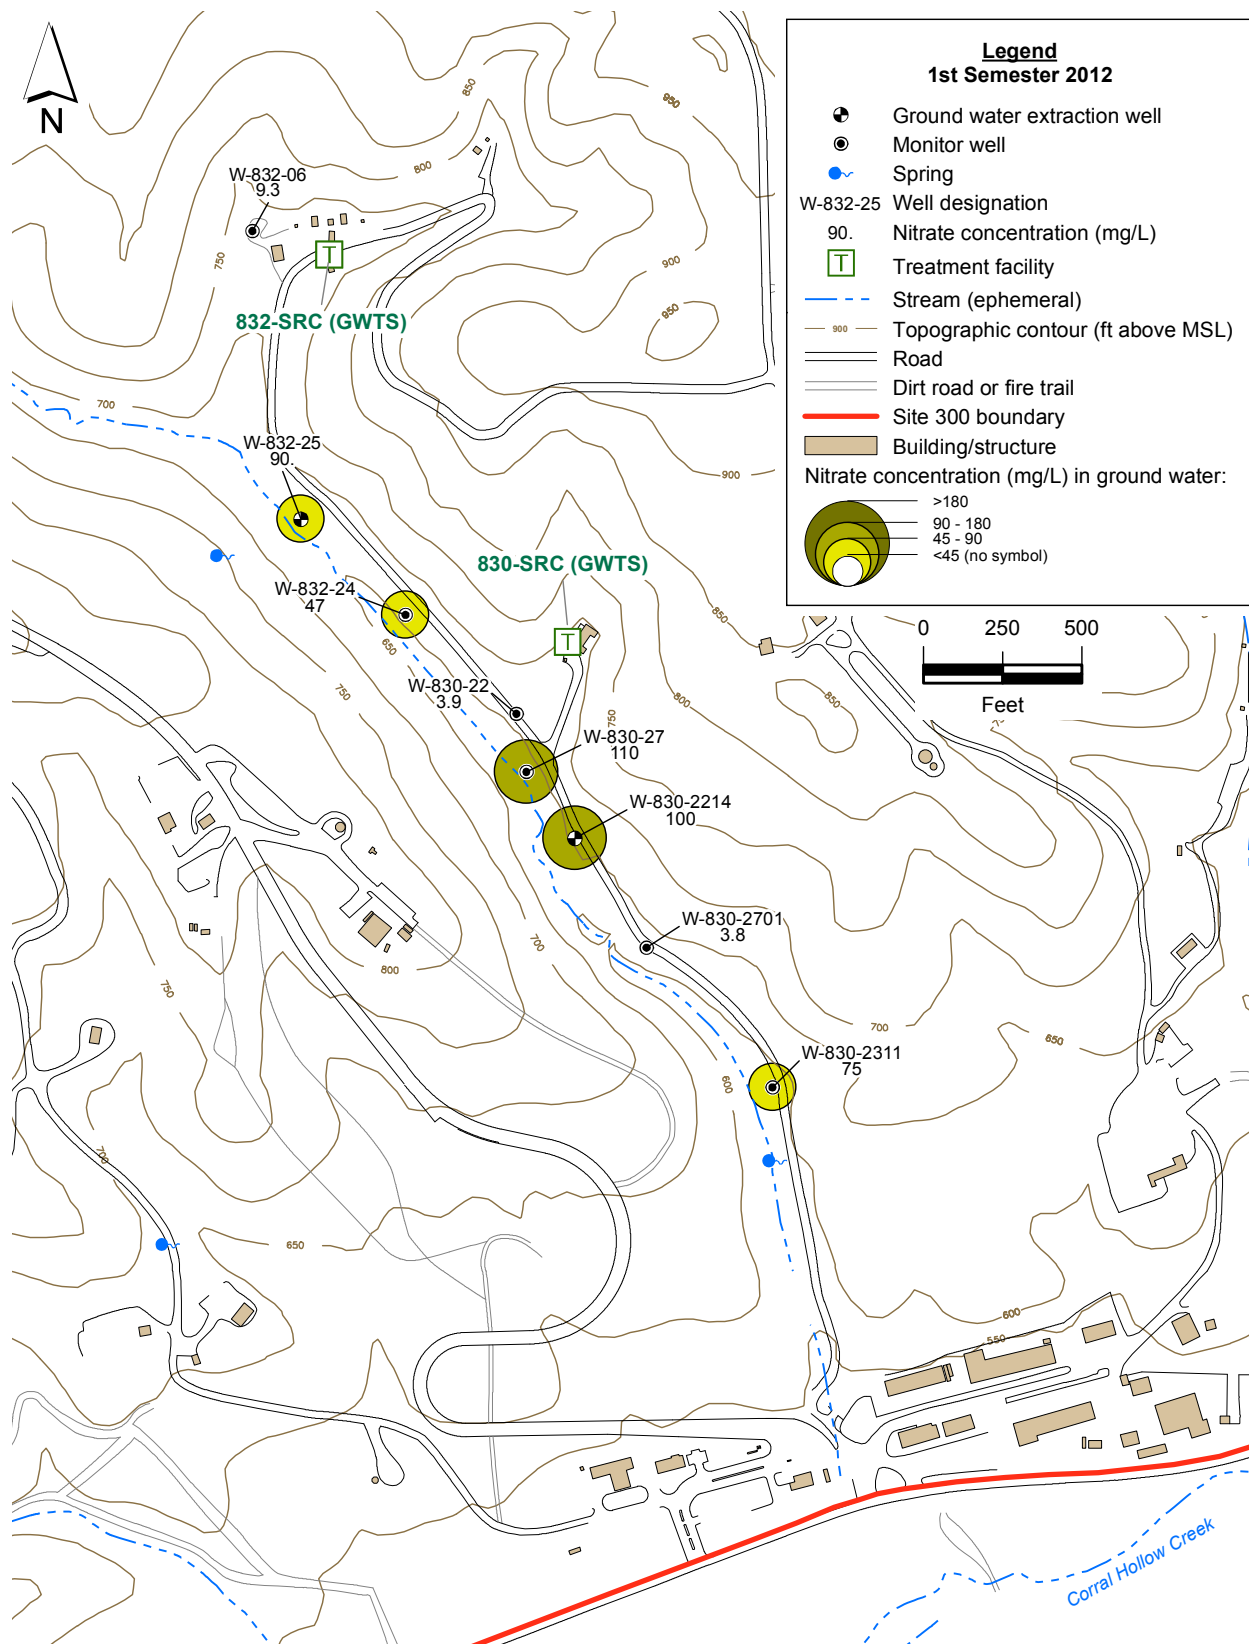 N
Legend
1st Semester 2012
Ground water extraction well
Monitor well
Spring
W-832-25 Well designation
90. Nitrate concentration (mg/L)
T Treatment facility
Stream (ephemeral)
900 Topographic contour (ft above MSL)
Road
Dirt road or fire trail
Site 300 boundary
Building/structure
Nitrate concentration (mg/L) in ground water:
>180
90 - 180
45 - 90
<45 (no symbol)
0 250 500
Feet
850
950
800
W-832-06
9.3
750
T
900
950
832-SRC (GWTS)
700
W-832-25
90.
900
830-SRC (GWTS)
W-832-24
47
850
T
650
750
W-830-22
3.9
800
850
750
W-830-27
110
W-830-2214
100
W-830-2701
3.8
700
800
750
700
650
W-830-2311
75
600
700
650
600
550
Corral Hollow Creek